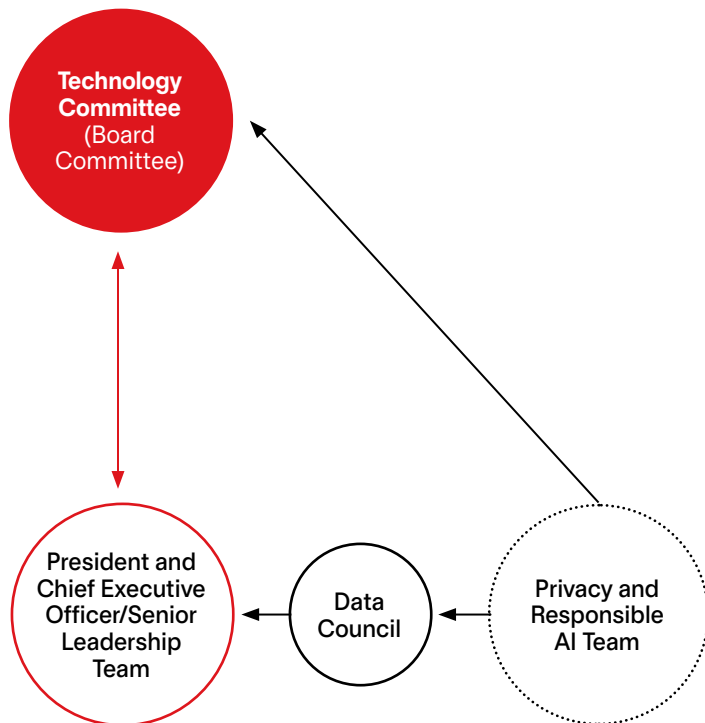 Technology
Committee
(Board
Committee)
President and
Chief Executive
Officer/Senior
Leadership
Team
Data
Council
Privacy and
Responsible
AI Team